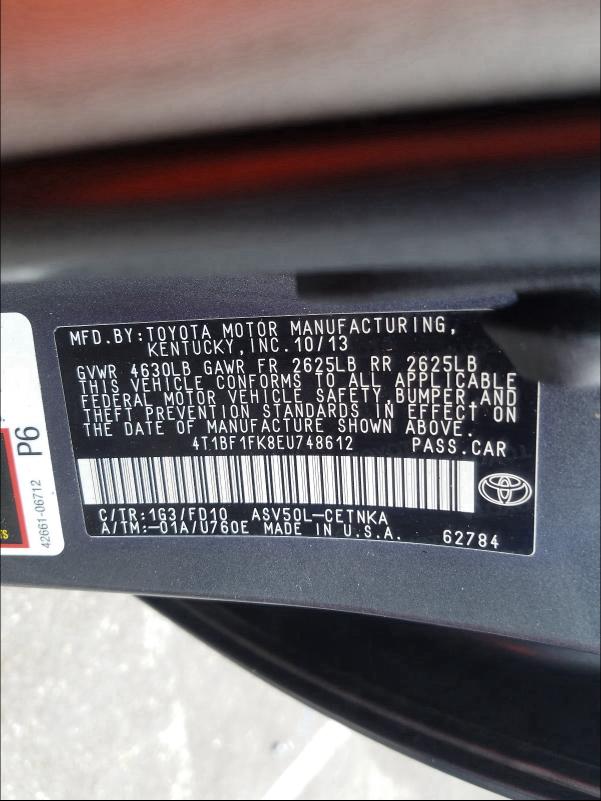 MFD.BY:TOYOTA MOTOR MANUFACTURING,
KENTUCKY, INC. 10/13
GVWR 4630LB GAWR FR 2625LB RR 2625LB
THIS VEHICLE CONFORMS TO ALL APPLICABLE
FEDERAL MOTOR VEHICLE SAFETY, BUMPER, AND
THEFT PREVENTION STANDARDS IN EFFECT ON
THE DATE OF MANUFACTURE SHOWN ABOVE.
4T1BF1FK8EU748612 PASS.CAR
C/TR:1G3/FD10 ASV50L-CETNKA
A/TM:-01A/U760E MADE IN U.S.A. 62784
P6
42661-06712